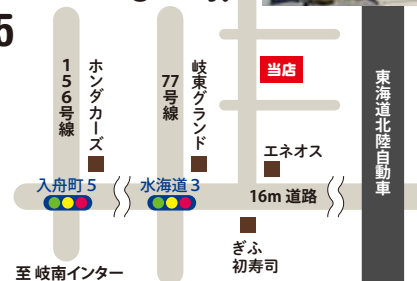 5
156号線
ホンダカーズ
77号線
岐東グランド
当店
東海道北陸自動車
エネオス
入舟町5
水海道3
16m 道路
ぎふ
初寿司
至 岐南インター